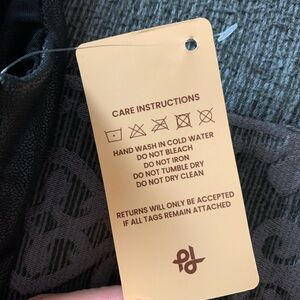 CARE INSTRUCTIONS
HAND WASH IN COLD WATER
DO NOT BLEACH
DO NOT IRON
DO NOT TUMBLE DRY
DO NOT DRY CLEAN
RETURNS WILL ONLY BE ACCEPTED
IF ALL TAGS REMAIN ATTACHED